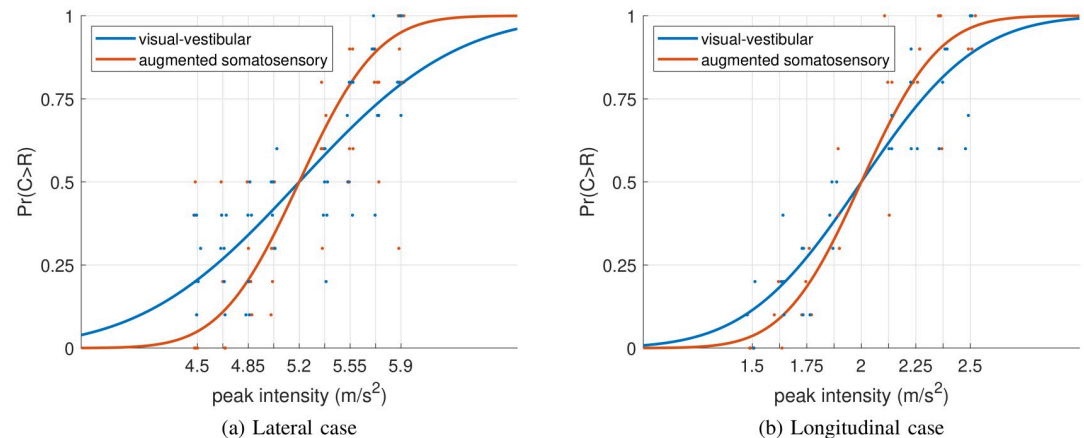 1
0.75
0.5
0.25
0
Pr(C>R)
visual-vestibular
augmented somatosensory
4.5 4.85 5.2 5.55 5.9
peak intensity (m/s²)
(a) Lateral case
1
0.75
0.5
0.25
0
Pr(C>R)
visual-vestibular
augmented somatosensory
1.5 1.75 2 2.25 2.5
peak intensity (m/s²)
(b) Longitudinal case